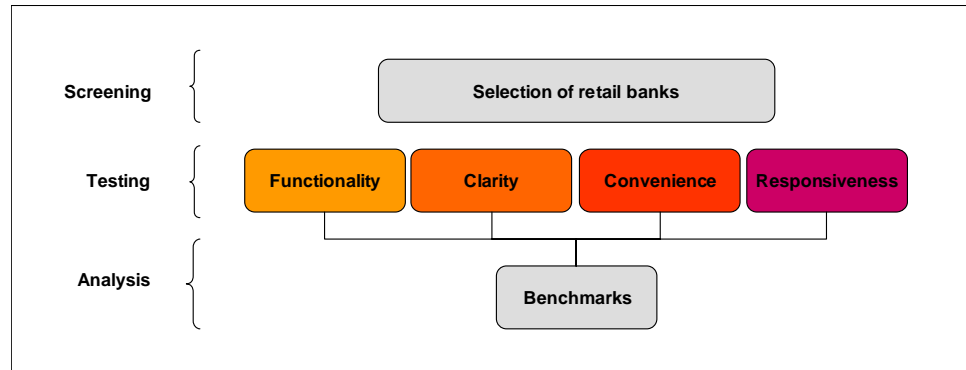 Screening
Selection of retail banks
Testing
Functionality
Clarity
Convenience
Responsiveness
Analysis
Benchmarks